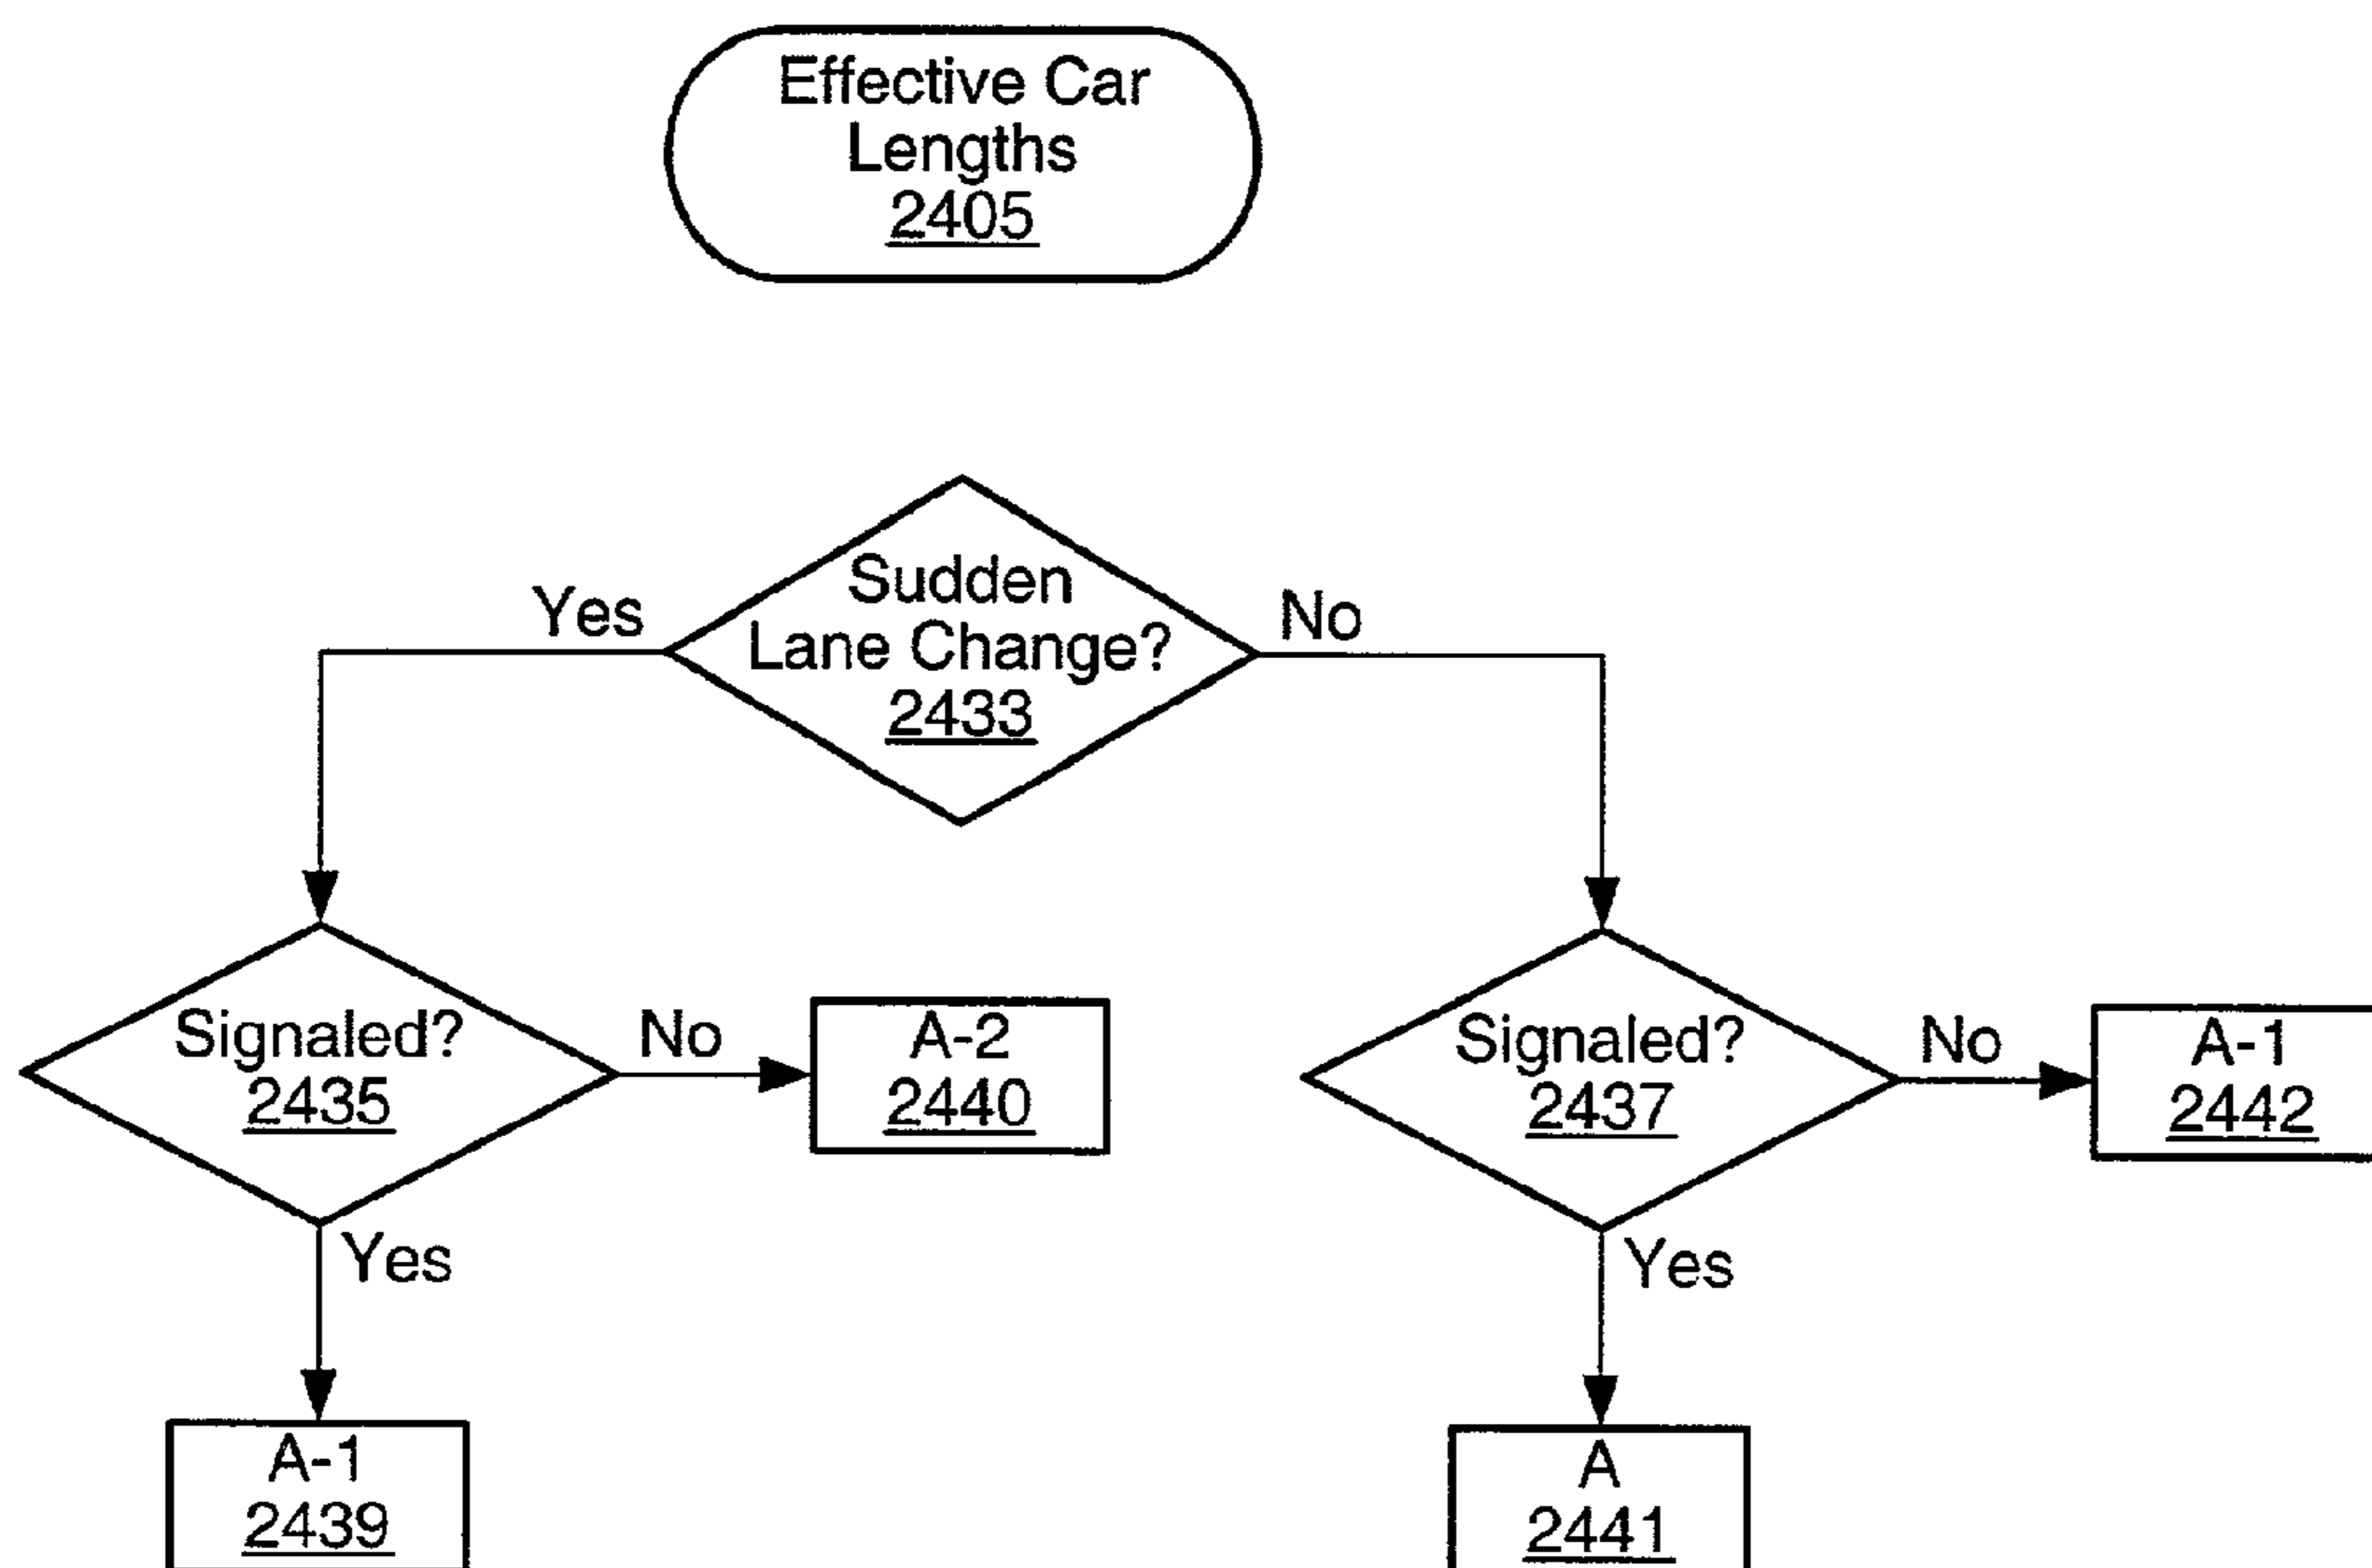 Effective Car
Lengths
2405
Sudden
Lane Change?
2433
Yes
No
Signaled?
2435
No
A-2
2440
Signaled?
2437
No
A-1
2442
Yes
Yes
A-1
2439
A
2441